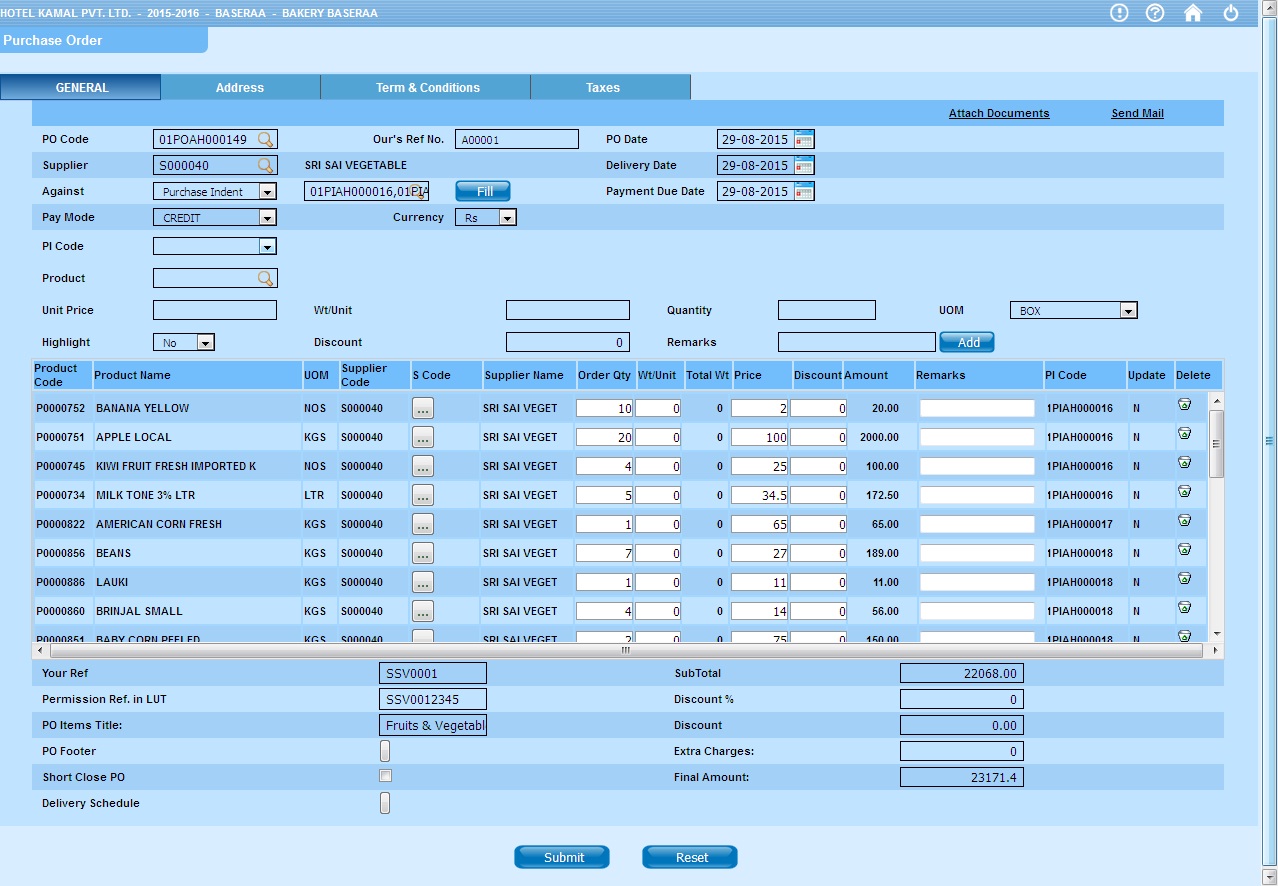 HOTEL KAMAL PVT. LTD. - 2015-2016 - BASERAA - BAKERY BASERAA
Purchase Order
GENERAL Address Term & Conditions Taxes
Attach Documents Send Mail
PO Code 01POAH000149 Our's Ref No. A00001 PO Date 29-08-2015
Supplier S000040 SRI SAI VEGETABLE Delivery Date 29-08-2015
Against Purchase Indent 01PIAH000016,01PIA Fill Payment Due Date 29-08-2015
Pay Mode CREDIT Currency Rs
PI Code
Product
Unit Price Wt/Unit Quantity UOM BOX
Highlight No Discount 0 Remarks Add
Product Code Product Name UOM Supplier Code S Code Supplier Name Order Qty Wt/Unit Total Wt Price Discount Amount Remarks PI Code Update Delete
P0000752 BANANA YELLOW NOS S000040 ... SRI SAI VEGET 10 0 0 2 0 20.00 1PIAH000016 N
P0000751 APPLE LOCAL KGS S000040 ... SRI SAI VEGET 20 0 0 100 0 2000.00 1PIAH000016 N
P0000745 KIWI FRUIT FRESH IMPORTED K NOS S000040 ... SRI SAI VEGET 4 0 0 25 0 100.00 1PIAH000016 N
P0000734 MILK TONE 3% LTR LTR S000040 ... SRI SAI VEGET 5 0 0 34.5 0 172.50 1PIAH000016 N
P0000822 AMERICAN CORN FRESH KGS S000040 ... SRI SAI VEGET 1 0 0 65 0 65.00 1PIAH000017 N
P0000856 BEANS KGS S000040 ... SRI SAI VEGET 7 0 0 27 0 189.00 1PIAH000018 N
P0000886 LAUKI KGS S000040 ... SRI SAI VEGET 1 0 0 11 0 11.00 1PIAH000018 N
P0000860 BRINJAL SMALL KGS S000040 ... SRI SAI VEGET 4 0 0 14 0 56.00 1PIAH000018 N
P0000851 BABY CORN PEELED KGS S000040 SRI SAI VEGET 2 0 0 75 0 150.00 1PIAH000018 N
Your Ref SSV0001 SubTotal 22068.00
Permission Ref. in LUT SSV0012345 Discount % 0
PO Items Title: Fruits & Vegetabl Discount 0.00
PO Footer Extra Charges: 0
Short Close PO Final Amount: 23171.4
Delivery Schedule
Submit Reset